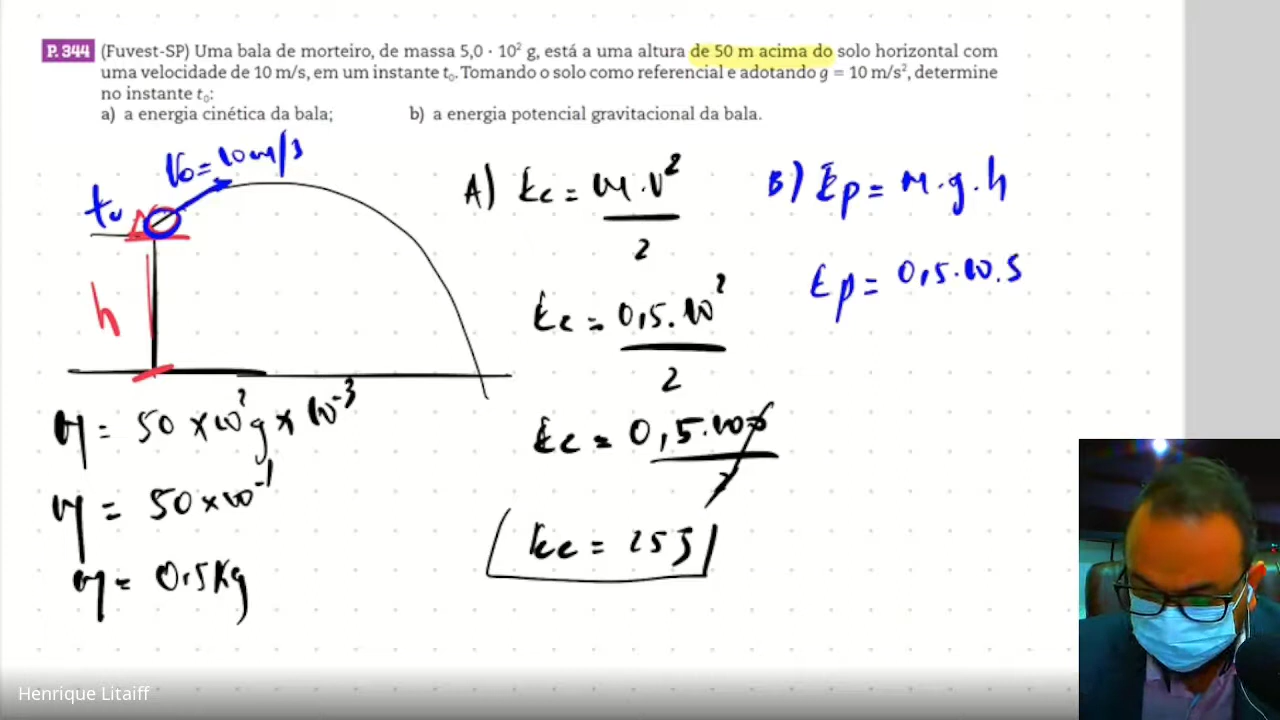 P. 344 (Fuvest-SP) Uma bala de morteiro, de massa 5,0 · 10² g, está a uma altura de 50 m acima do solo horizontal com
uma velocidade de 10 m/s, em um instante t₀. Tomando o solo como referencial e adotando g = 10 m/s², determine
no instante t₀:
a) a energia cinética da bala; b) a energia potencial gravitacional da bala.
V₀ = 10 m/s
t₀
h
m = 50 × 10² g × 10⁻³
m = 50 × 10⁻¹
m = 0,5 Kg
A) Ec = m.v²
2
Ec = 0,5.10²
2
Ec = 0,5.100
2
Ec = 25 J
B) Ep = m.g.h
Ep = 0,5.10.5
Henrique Litaiff